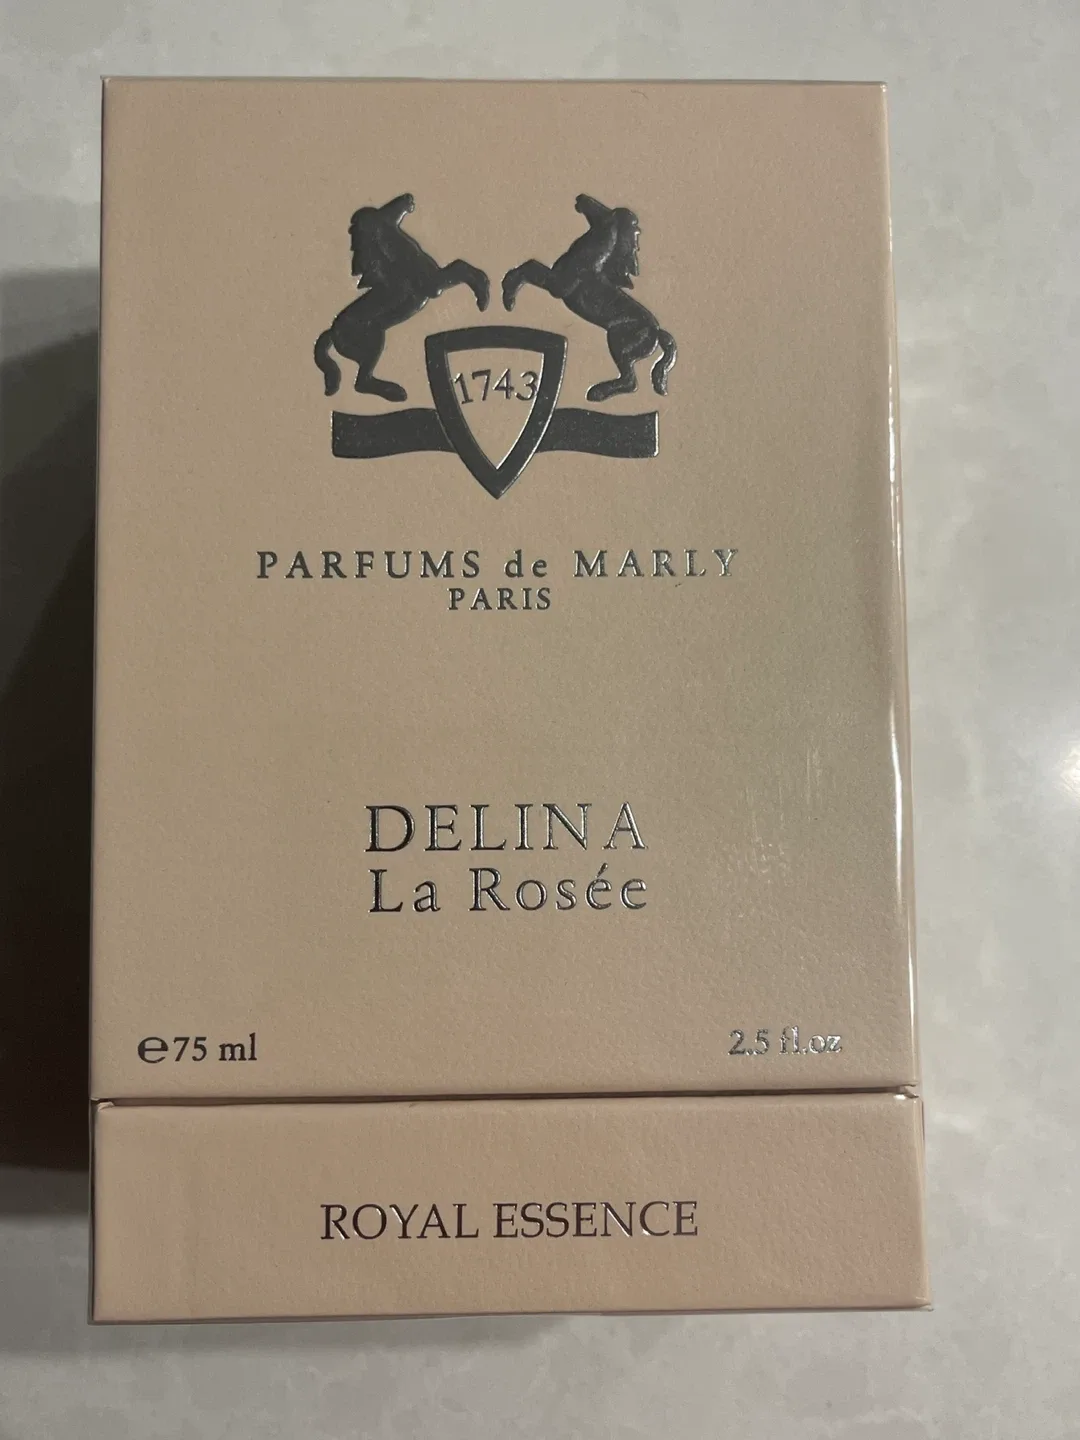 1743
PARFUMS de MARLY
PARIS
DELINA
La Rosée
℮75 ml 2.5 fl.oz
ROYAL ESSENCE